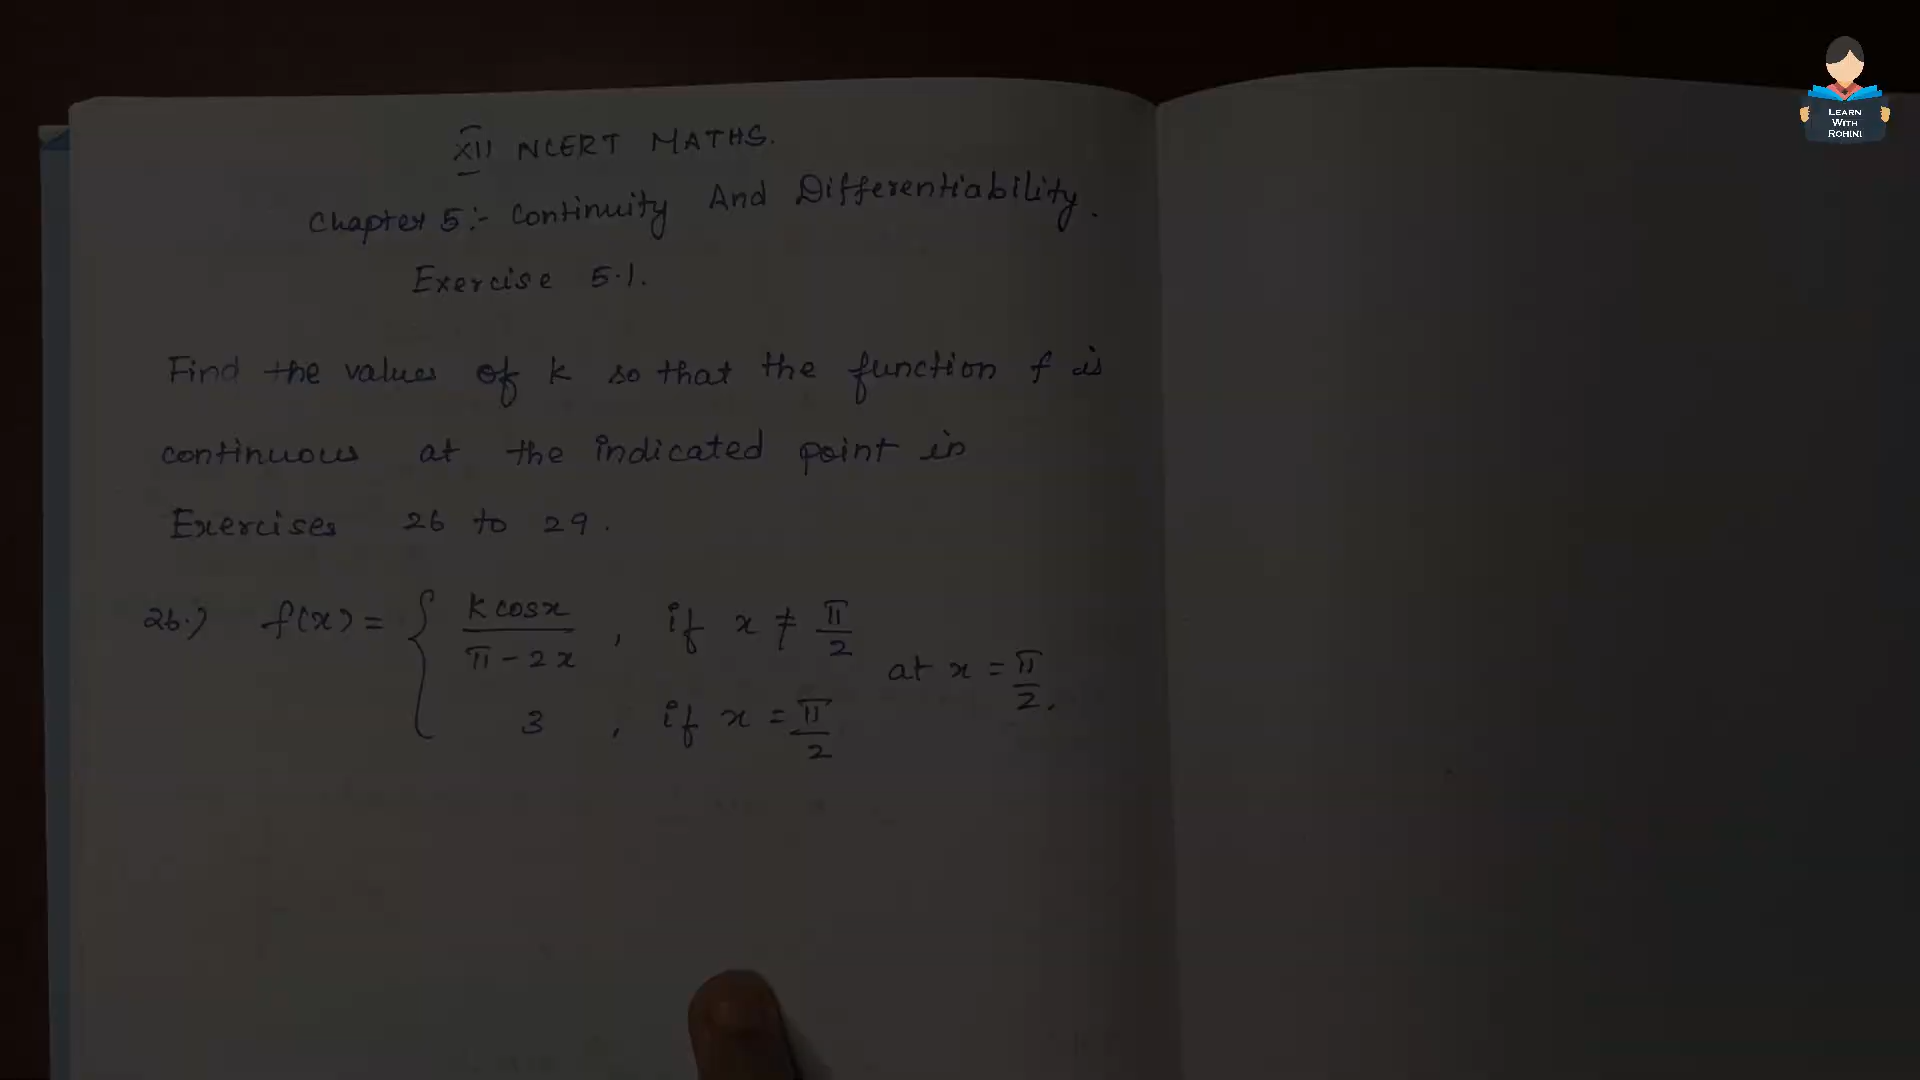 XII NCERT MATHS.
Chapter 5:- Continuity And Differentiability.
Exercise 5.1.
Find the values of k so that the function f is
continuous at the indicated point in
Exercises 26 to 29.
26.) f(x) = { k cosx / π - 2x , if x ≠ π/2
3 , if x = π/2
at x = π/2.
LEARN
WITH
ROHINI